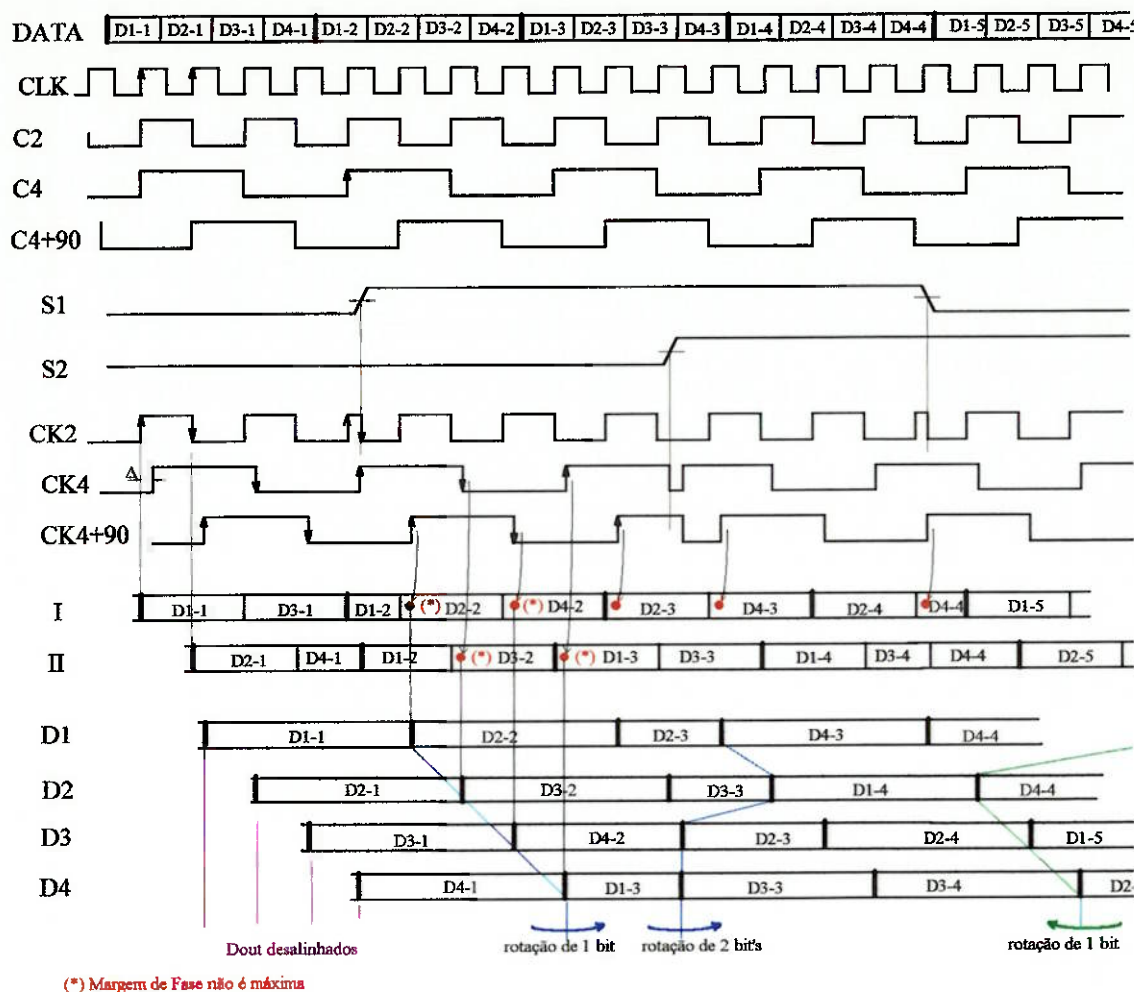 DATA D1-1 D2-1 D3-1 D4-1 D1-2 D2-2 D3-2 D4-2 D1-3 D2-3 D3-3 D4-3 D1-4 D2-4 D3-4 D4-4 D1-5 D2-5 D3-5 D4-5
CLK
C2
C4
C4+90
S1
S2
CK2
Δ
CK4
CK4+90
I D1-1 D3-1 D1-2 (*) D2-2 (*) D4-2 D2-3 D4-3 D2-4 D4-4 D1-5
II D2-1 D4-1 D1-2 (*) D3-2 (*) D1-3 D3-3 D1-4 D3-4 D4-4 D2-5
D1 D1-1 D2-2 D2-3 D4-3 D4-4
D2 D2-1 D3-2 D3-3 D1-4 D4-4
D3 D3-1 D4-2 D2-3 D2-4 D1-5
D4 D4-1 D1-3 D3-3 D3-4 D2-
Dout desalinhados rotação de 1 bit rotação de 2 bit's rotação de 1 bit
(*) Margem de Fase não é máxima